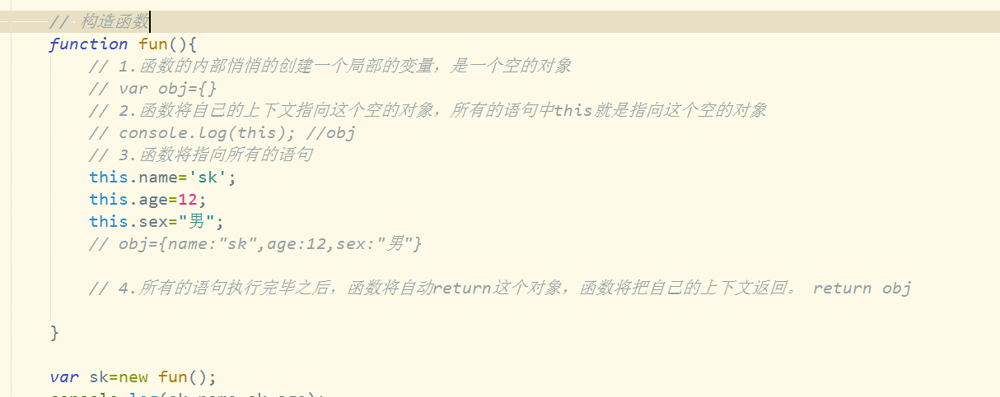 // 构造函数
function fun(){
// 1.函数的内部悄悄的创建一个局部的变量，是一个空的对象
// var obj={}
// 2.函数将自己的上下文指向这个空的对象，所有的语句中this就是指向这个空的对象
// console.log(this); //obj
// 3.函数将指向所有的语句
this.name='sk';
this.age=12;
this.sex="男";
// obj={name:"sk",age:12,sex:"男"}
// 4.所有的语句执行完毕之后，函数将自动return这个对象，函数将把自己的上下文返回。 return obj
}
var sk=new fun();
console.log(sk.name,sk.age);